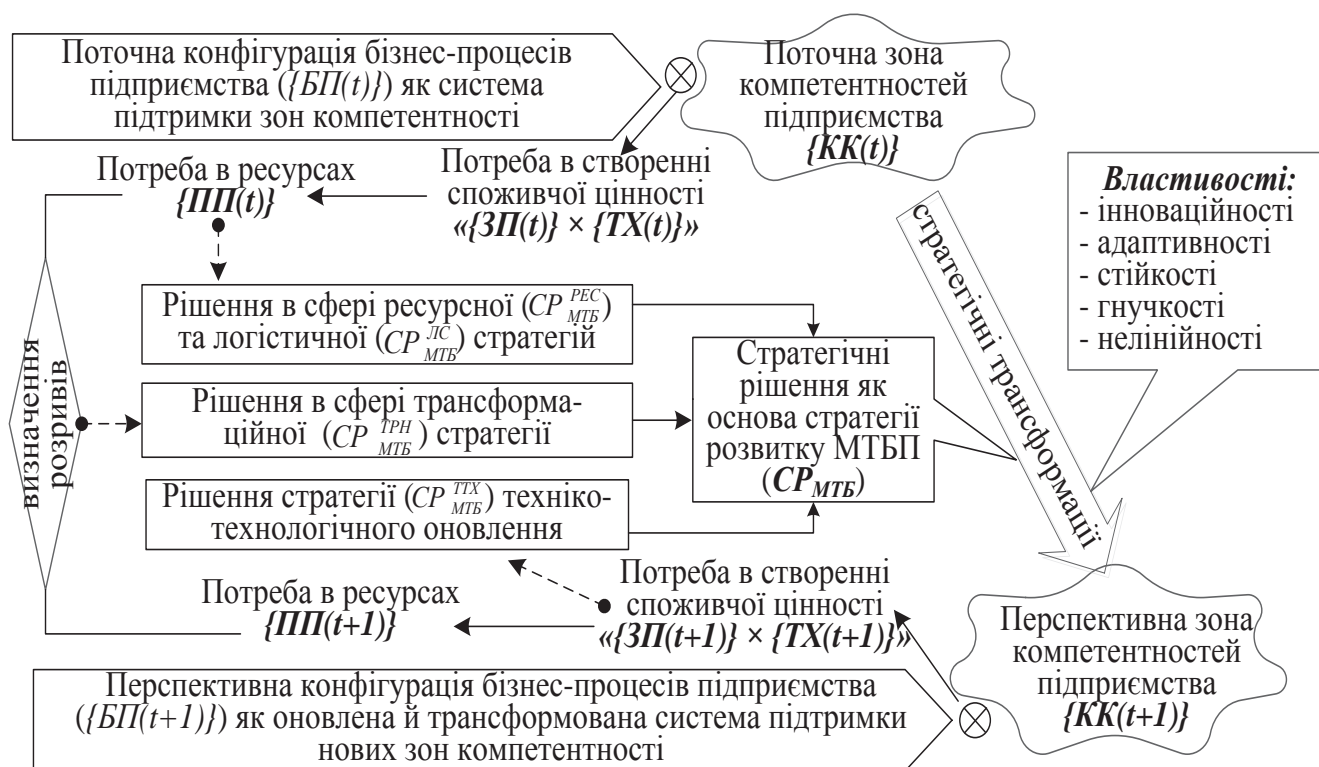 Поточна конфігурація бізнес-процесів
підприємства ({БП(t)}) як система
підтримки зон компетентності
Поточна зона
компетентностей
підприємства
{КК(t)}
Потреба в ресурсах
{ПП(t)}
Потреба в створенні
споживчої цінності
«{ЗП(t)} × {ТХ(t)}»
Властивості:
- інноваційності
- адаптивності
- стійкості
- гнучкості
- нелінійності
стратегічні трансформації
визначення
розривів
Рішення в сфері ресурсної (СР МТБ РЕС)
та логістичної (СР МТБ ЛС) стратегій
Рішення в сфері трансформа-
ційної (СР МТБ ТРН) стратегії
Рішення стратегії (СР МТБ ТТХ) техніко-
технологічного оновлення
Стратегічні
рішення як
основа стратегії
розвитку МТБП
(СРМТБ)
Потреба в ресурсах
{ПП(t+1)}
Потреба в створенні
споживчої цінності
«{ЗП(t+1)} × {ТХ(t+1)}»
Перспективна зона
компетентностей
підприємства
{КК(t+1)}
Перспективна конфігурація бізнес-процесів підприємства
({БП(t+1)}) як оновлена й трансформована система підтримки
нових зон компетентності